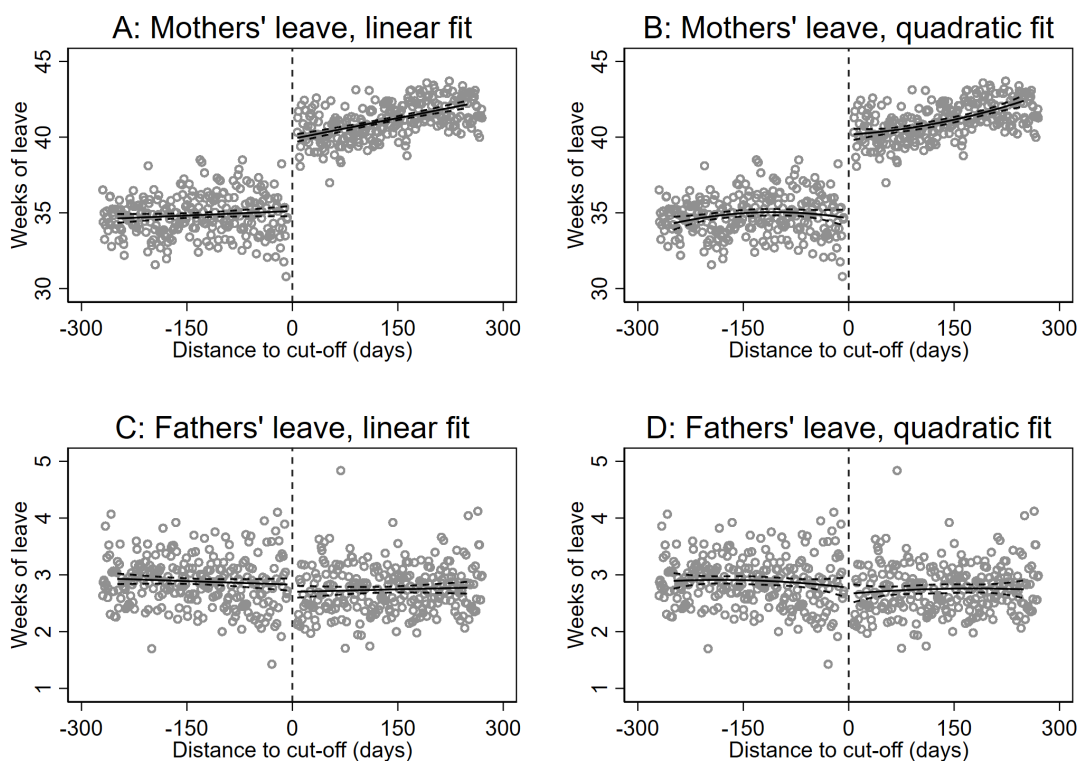 A: Mothers' leave, linear fit
Weeks of leave
45
40
35
30
-300 -150 0 150 300
Distance to cut-off (days)
B: Mothers' leave, quadratic fit
Weeks of leave
45
40
35
30
-300 -150 0 150 300
Distance to cut-off (days)
C: Fathers' leave, linear fit
Weeks of leave
5
4
3
2
1
-300 -150 0 150 300
Distance to cut-off (days)
D: Fathers' leave, quadratic fit
Weeks of leave
5
4
3
2
1
-300 -150 0 150 300
Distance to cut-off (days)